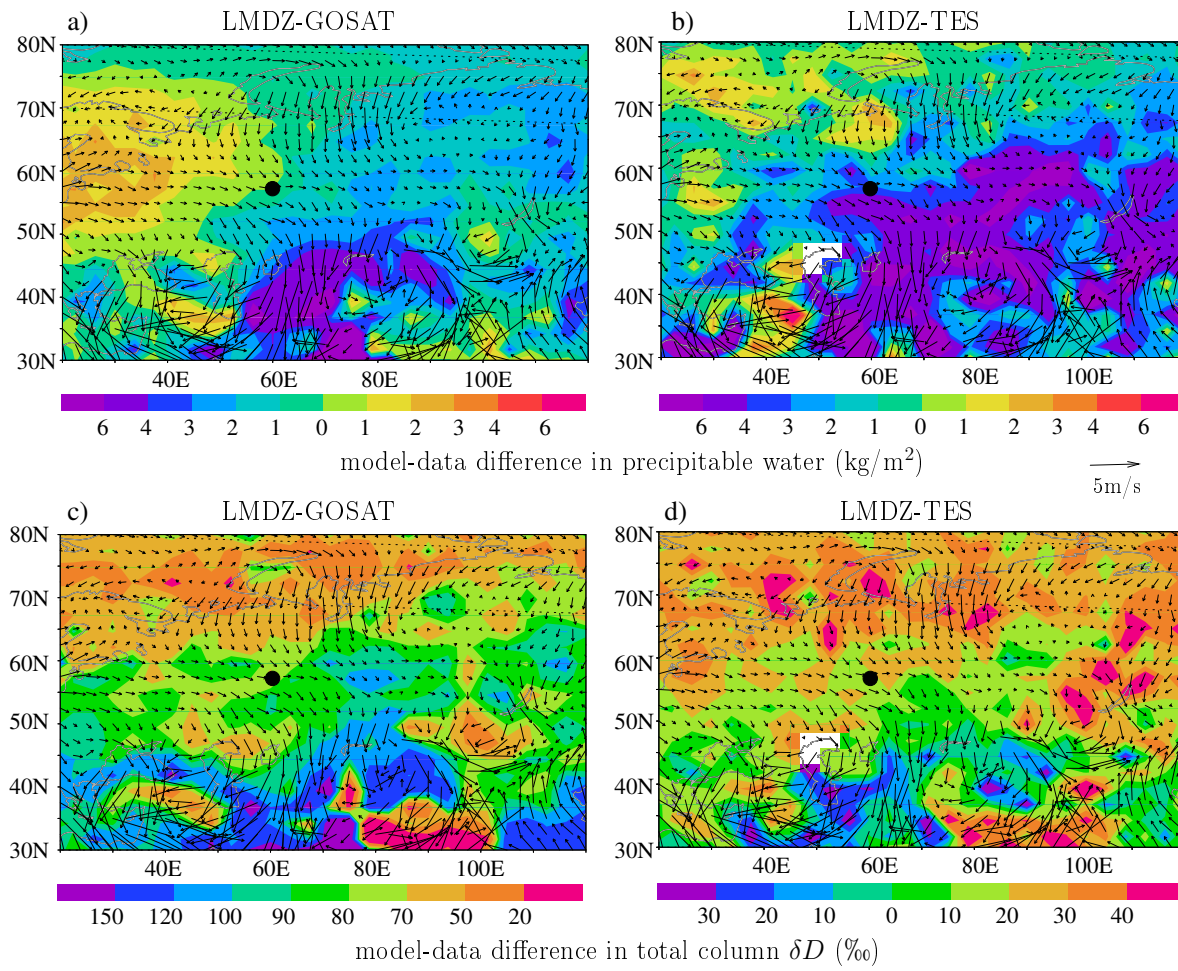 a) LMDZ-GOSAT
b) LMDZ-TES
80N 80N
70N 70N
60N 60N
50N 50N
40N 40N
30N 30N
40E 60E 80E 100E 40E 60E 80E 100E
6 4 3 2 1 0 1 2 3 4 6 6 4 3 2 1 0 1 2 3 4 6
model-data difference in precipitable water (kg/m²)
5m/s
c) LMDZ-GOSAT
d) LMDZ-TES
80N 80N
70N 70N
60N 60N
50N 50N
40N 40N
30N 30N
40E 60E 80E 100E 40E 60E 80E 100E
150 120 100 90 80 70 50 20 30 20 10 0 10 20 30 40
model-data difference in total column δD (‰)